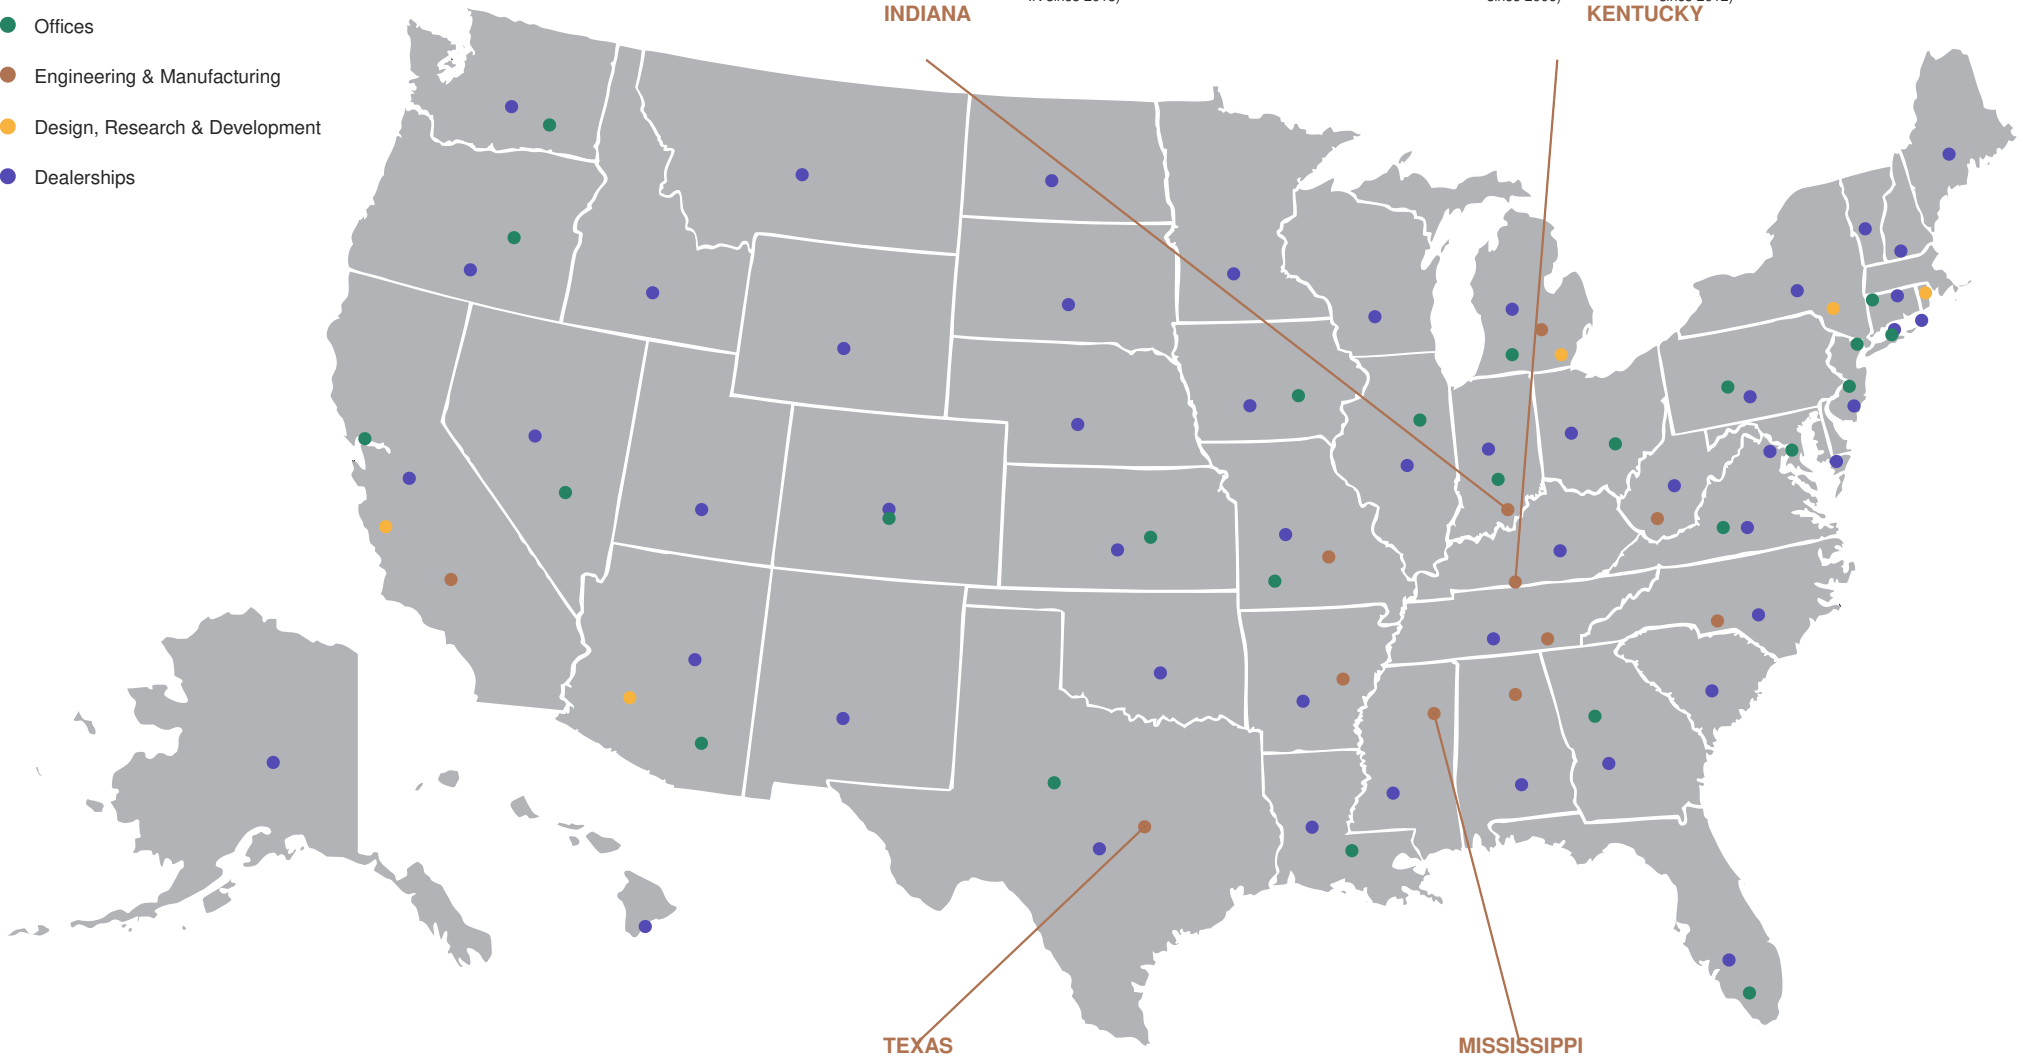 INDIANA
KENTUCKY
Offices
Engineering & Manufacturing
Design, Research & Development
Dealerships
TEXAS
MISSISSIPPI